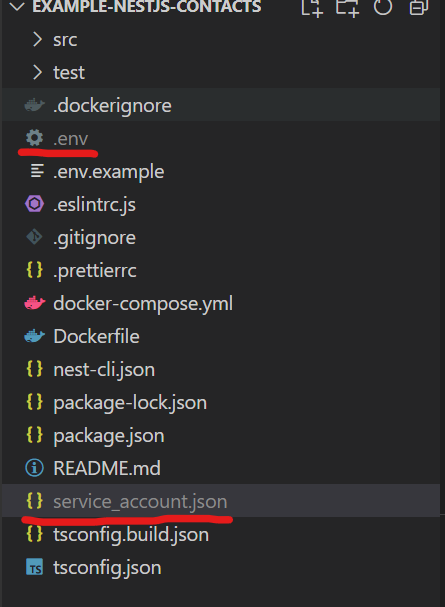 EXAMPLE-NESTJS-CONTACTS
src
test
.dockerignore
.env
.env.example
.eslintrc.js
.gitignore
.prettierrc
docker-compose.yml
Dockerfile
nest-cli.json
package-lock.json
package.json
README.md
service_account.json
tsconfig.build.json
TS tsconfig.json